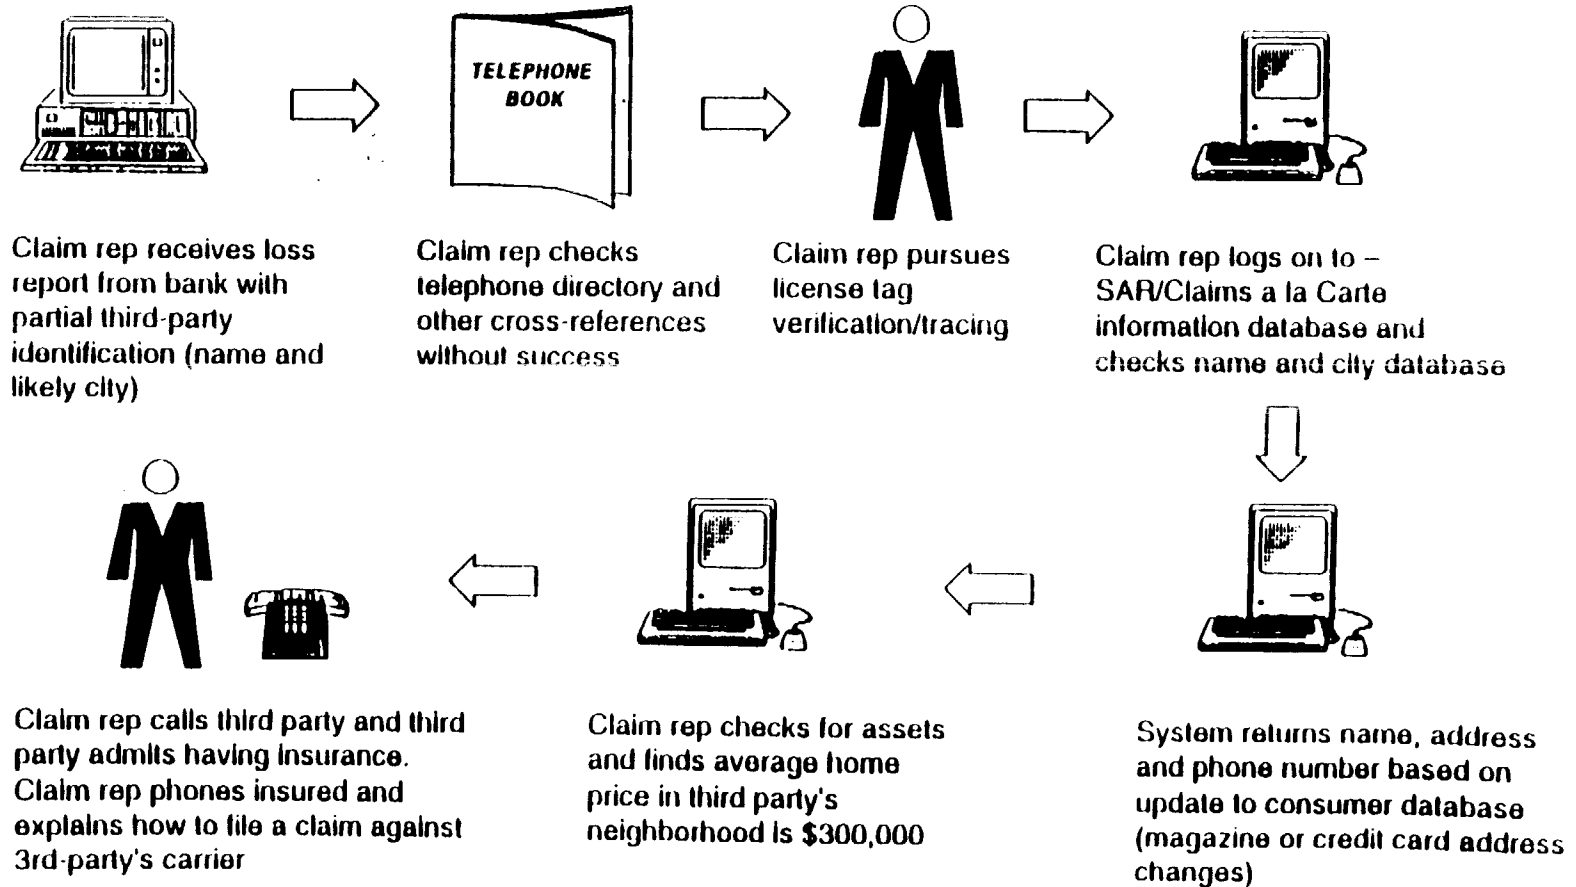 TELEPHONE
BOOK
Claim rep receives loss
report from bank with
partial third-party
identification (name and
likely city)
Claim rep checks
telephone directory and
other cross-references
without success
Claim rep pursues
license tag
verification/tracing
Claim rep logs on to –
SAR/Claims a la Carte
information database and
checks name and city database
Claim rep calls third party and third
party admits having insurance.
Claim rep phones insured and
explains how to file a claim against
3rd-party's carrier
Claim rep checks for assets
and finds average home
price in third party's
neighborhood is $300,000
System returns name, address
and phone number based on
update to consumer database
(magazine or credit card address
changes)